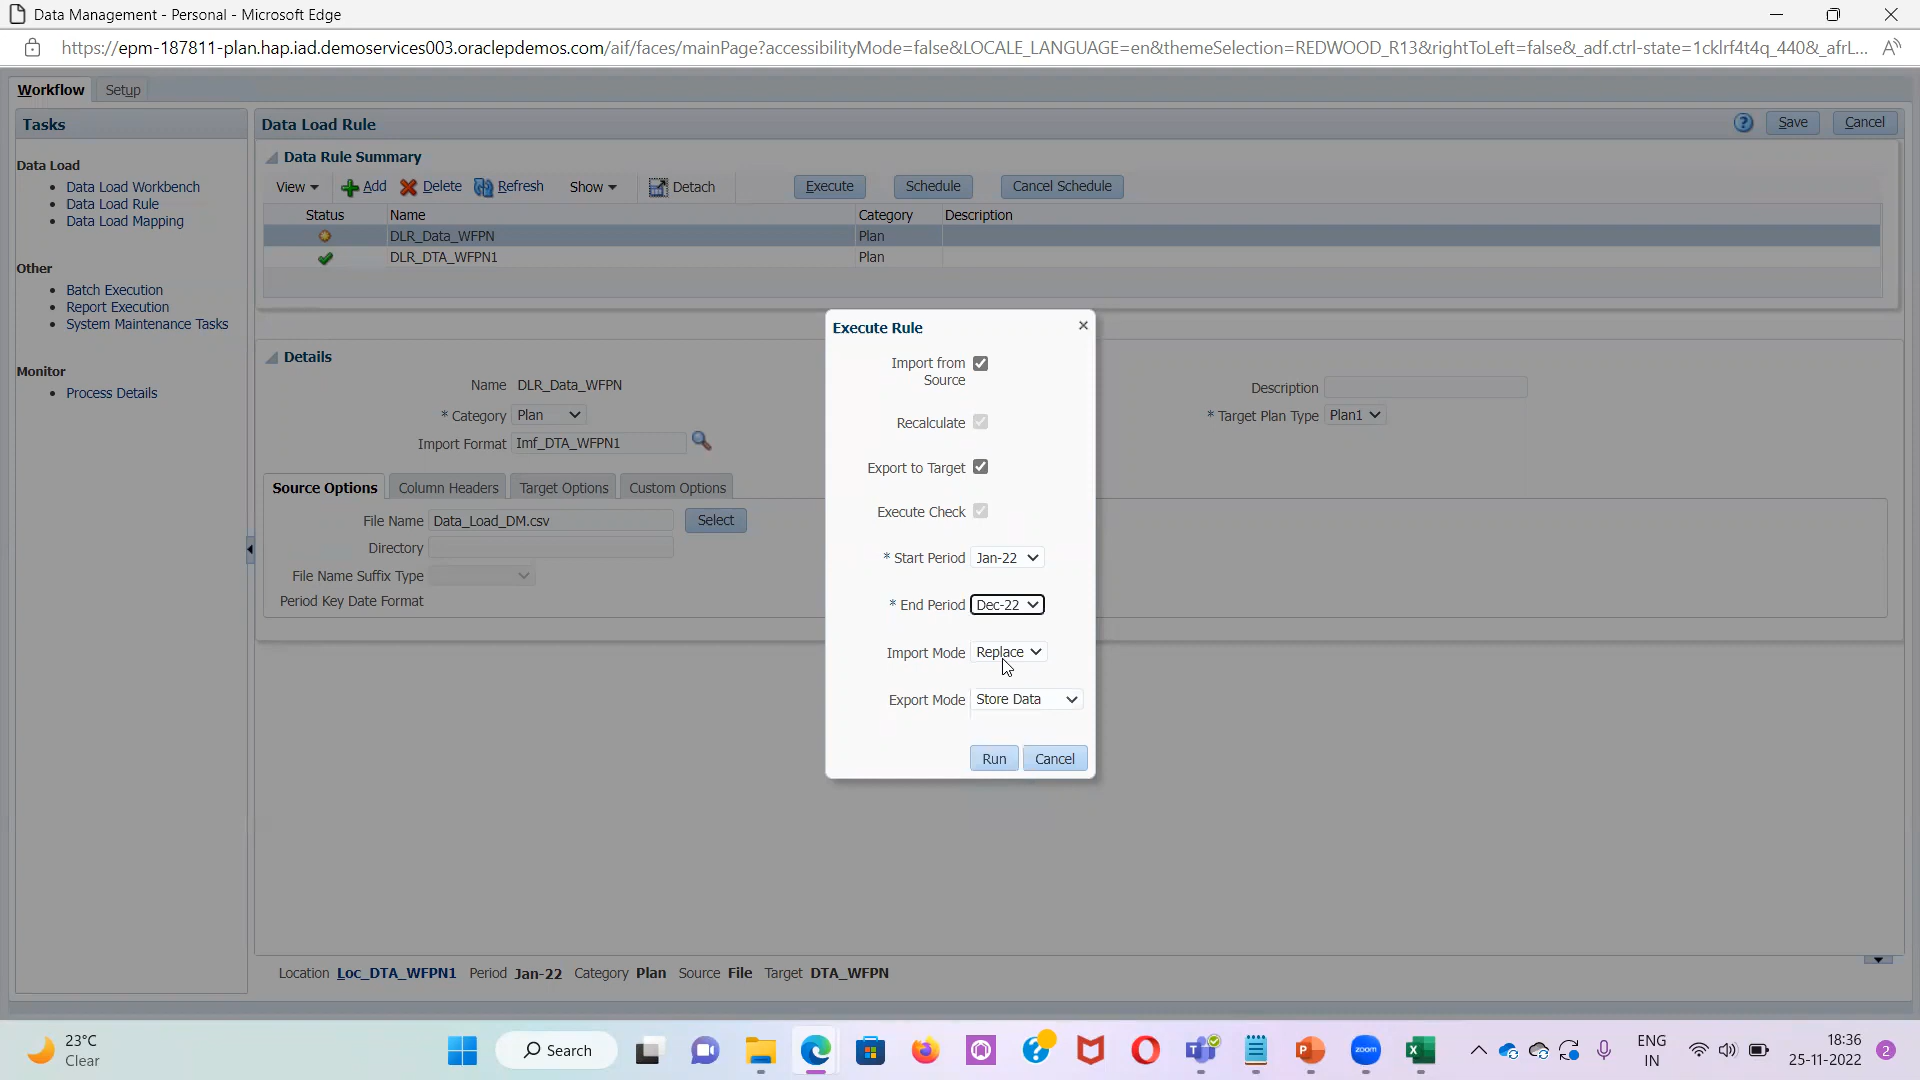 Data Management - Personal - Microsoft Edge
https://epm-187811-plan.hap.iad.demoservices003.oraclepdemos.com/aif/faces/mainPage?accessibilityMode=false&LOCALE_LANGUAGE=en&themeSelection=REDWOOD_R13&rightToLeft=false&_adf.ctrl-state=1cklrf4t4q_440&_afrL...
Workflow Setup
Tasks
Data Load
Data Load Workbench
Data Load Rule
Data Load Mapping
Other
Batch Execution
Report Execution
System Maintenance Tasks
Monitor
Process Details
Data Load Rule
Save Cancel
Data Rule Summary
View Add Delete Refresh Show Detach Execute Schedule Cancel Schedule
Status Name Category Description
DLR_Data_WFPN Plan
DLR_DTA_WFPN1 Plan
Details
Name DLR_Data_WFPN
Description
* Category Plan
* Target Plan Type Plan1
Import Format Imf_DTA_WFPN1
Source Options Column Headers Target Options Custom Options
File Name Data_Load_DM.csv Select
Directory
File Name Suffix Type
Period Key Date Format
Execute Rule
Import from
Source
Recalculate
Export to Target
Execute Check
* Start Period Jan-22
* End Period Dec-22
Import Mode Replace
Export Mode Store Data
Run Cancel
Location Loc_DTA_WFPN1 Period Jan-22 Category Plan Source File Target DTA_WFPN
23°C
Clear
Search
zoom
ENG
IN
18:36
25-11-2022
2